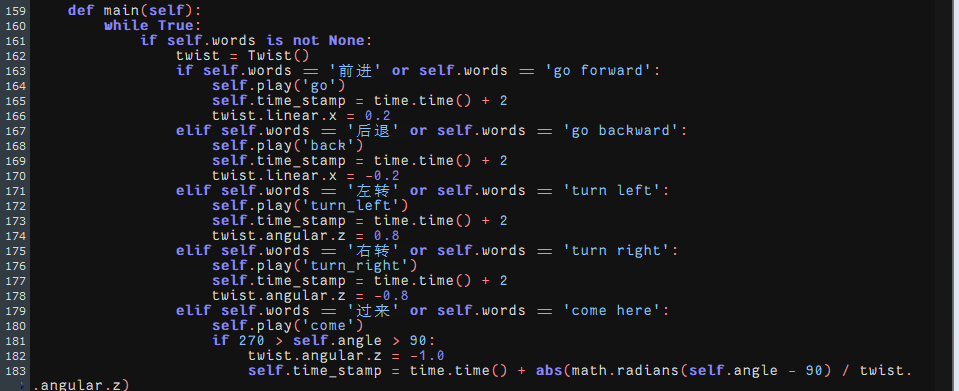 159    def main(self):
160        while True:
161            if self.words is not None:
162                twist = Twist()
163                if self.words == '前进' or self.words == 'go forward':
164                    self.play('go')
165                    self.time_stamp = time.time() + 2
166                    twist.linear.x = 0.2
167                elif self.words == '后退' or self.words == 'go backward':
168                    self.play('back')
169                    self.time_stamp = time.time() + 2
170                    twist.linear.x = -0.2
171                elif self.words == '左转' or self.words == 'turn left':
172                    self.play('turn_left')
173                    self.time_stamp = time.time() + 2
174                    twist.angular.z = 0.8
175                elif self.words == '右转' or self.words == 'turn right':
176                    self.play('turn_right')
177                    self.time_stamp = time.time() + 2
178                    twist.angular.z = -0.8
179                elif self.words == '过来' or self.words == 'come here':
180                    self.play('come')
181                    if 270 > self.angle > 90:
182                        twist.angular.z = -1.0
183                        self.time_stamp = time.time() + abs(math.radians(self.angle - 90) / twist.
.angular.z)